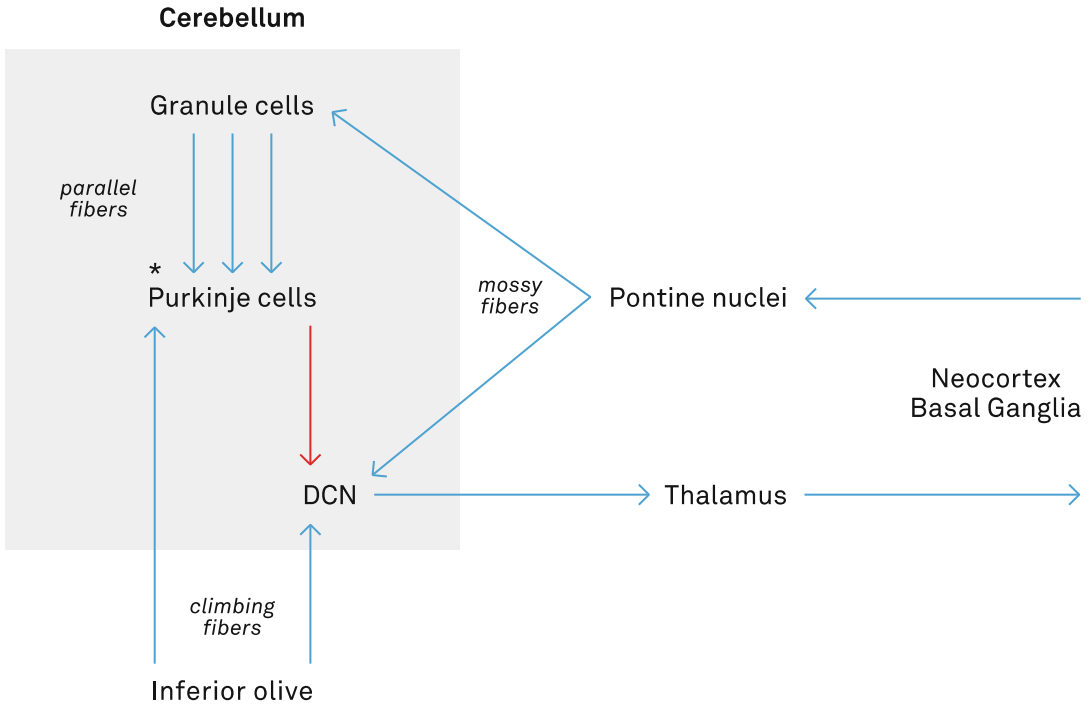 Cerebellum
Granule cells
parallel
fibers
*
Purkinje cells
mossy
fibers
Pontine nuclei
Neocortex
Basal Ganglia
DCN
Thalamus
climbing
fibers
Inferior olive